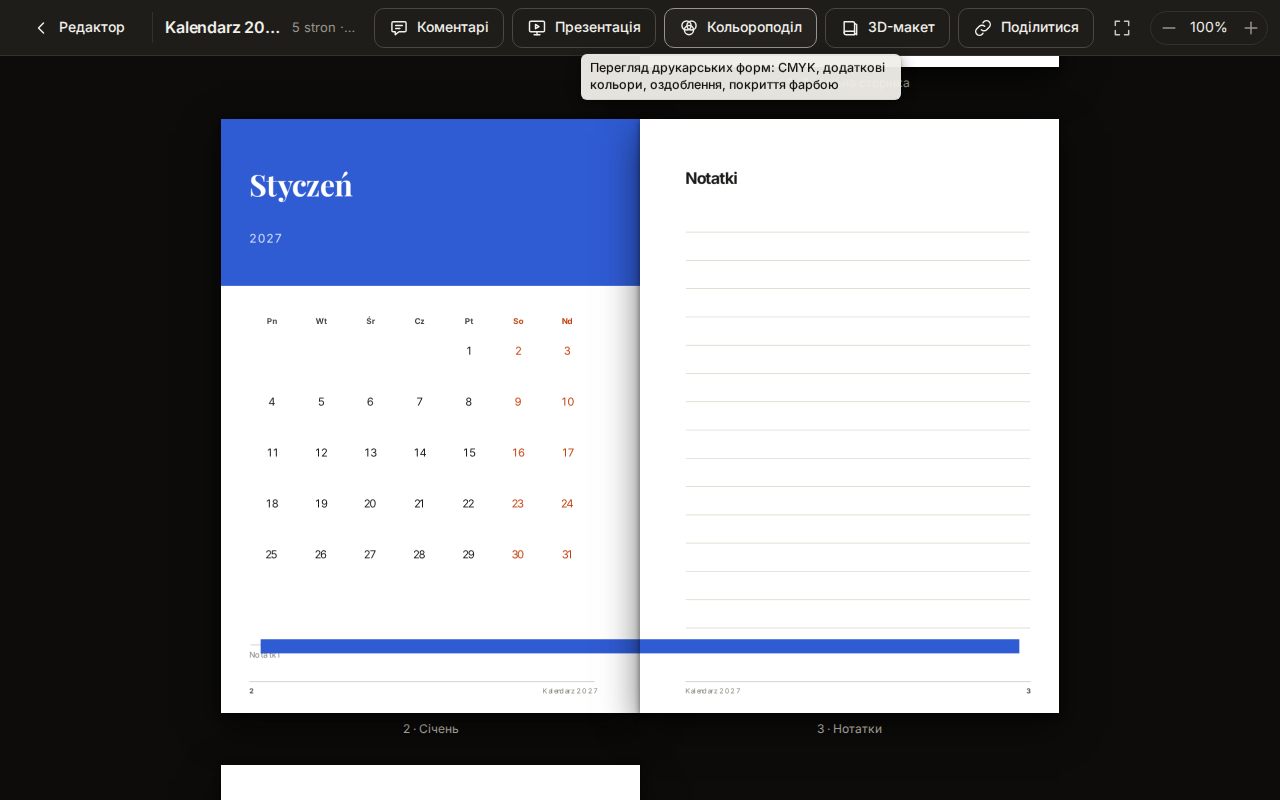 Редактор
Kalendarz 20…
5 stron ·…
Коментарі
Презентація
Кольороподіл
3D-макет
Поділитися
100%
Перегляд друкарських форм: CMYK, додаткові
кольори, оздоблення, покриття фарбою
Styczeń
2027
Pn Wt Śr Cz Pt So Nd
1 2 3
4 5 6 7 8 9 10
11 12 13 14 15 16 17
18 19 20 21 22 23 24
25 26 27 28 29 30 31
Notatki
2 Kalendarz 2027
Notatki
Kalendarz 2027 3
2 · Січень
3 · Нотатки